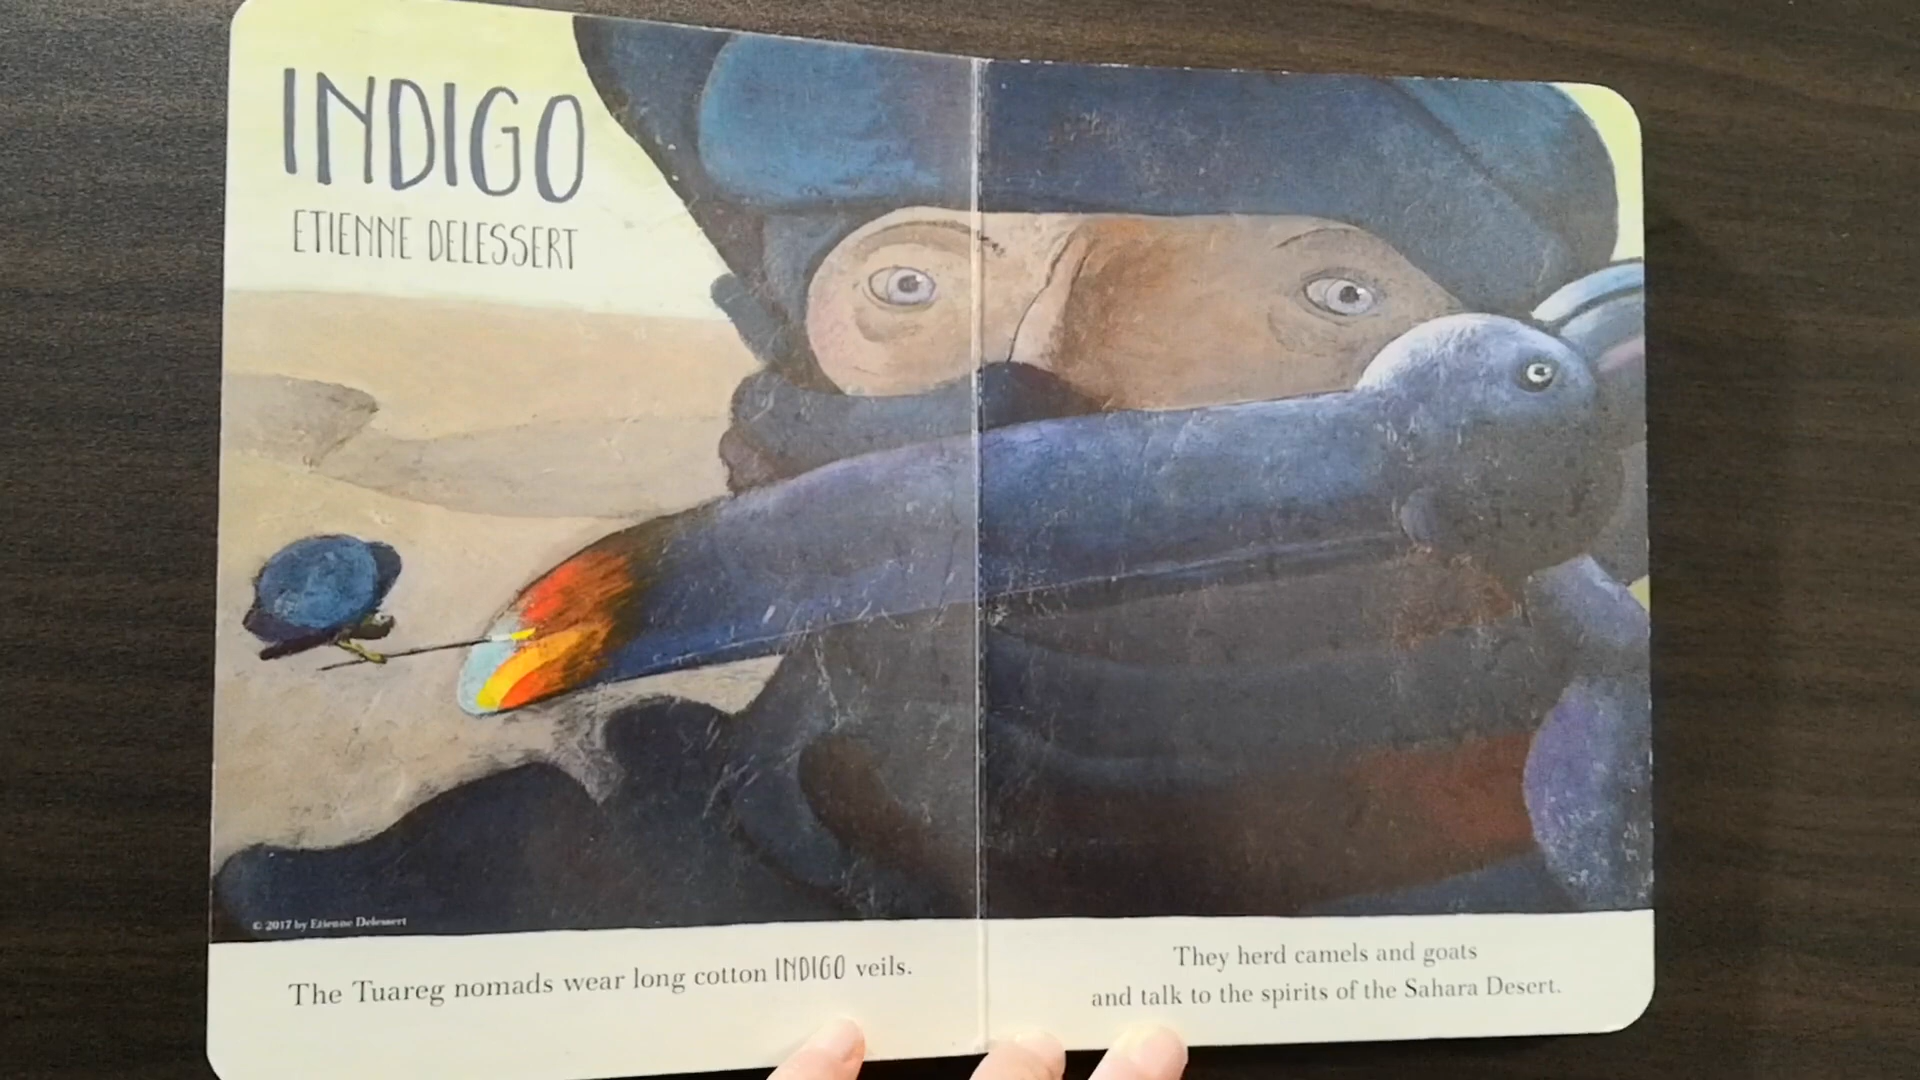 INDIGO
ETIENNE DELESSERT
© 2017 by Etienne Delessert
The Tuareg nomads wear long cotton INDIGO veils.
They herd camels and goats
and talk to the spirits of the Sahara Desert.